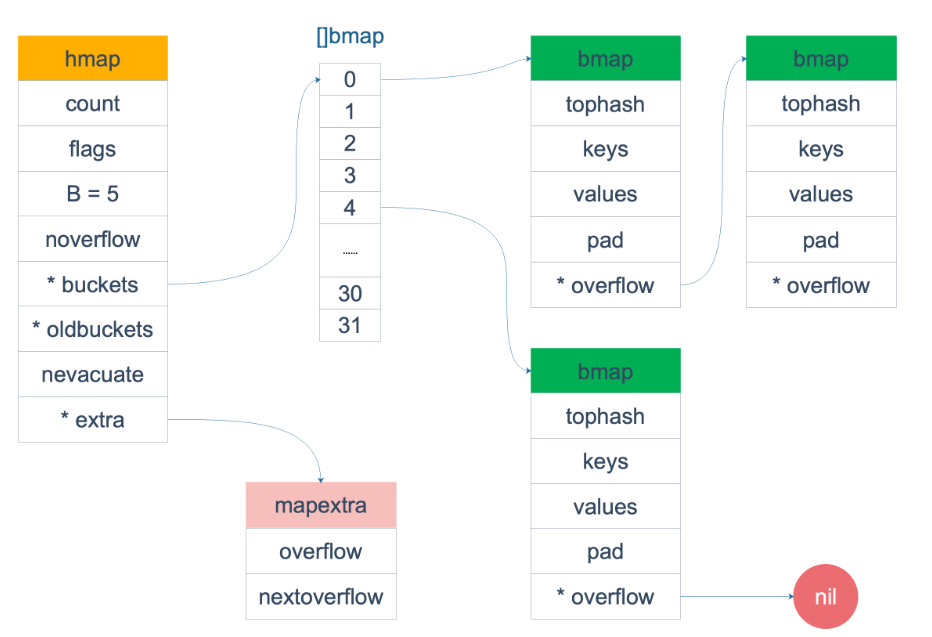 hmap
count
flags
B = 5
noverflow
* buckets
* oldbuckets
nevacuate
* extra
[]bmap
0
1
2
3
4
......
30
31
bmap
tophash
keys
values
pad
* overflow
bmap
tophash
keys
values
pad
* overflow
bmap
tophash
keys
values
pad
* overflow
nil
mapextra
overflow
nextoverflow